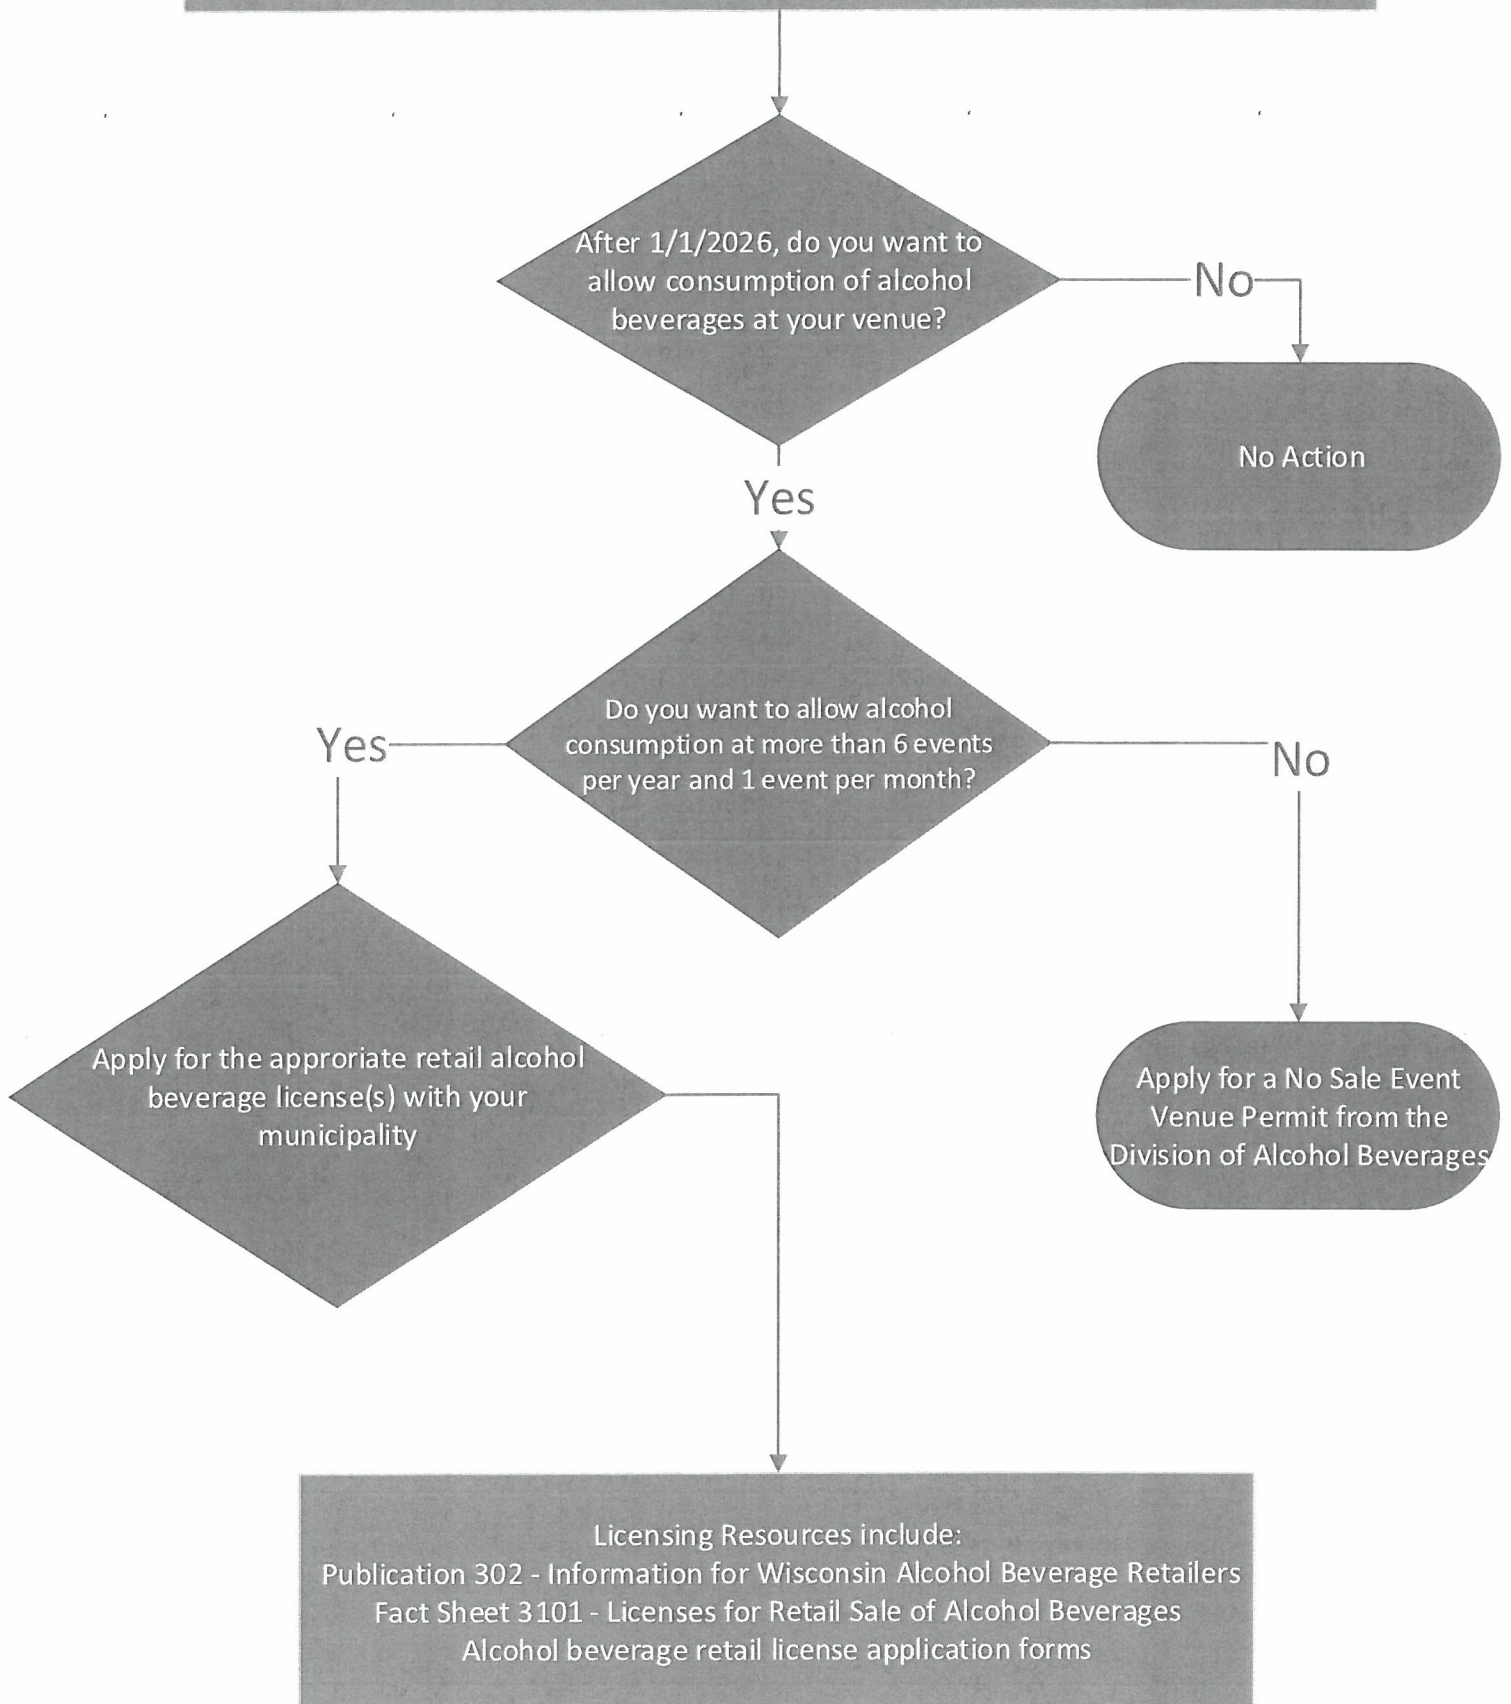 After 1/1/2026, do you want to
allow consumption of alcohol
beverages at your venue?
No
No Action
Yes
Do you want to allow alcohol
consumption at more than 6 events
per year and 1 event per month?
Yes
No
Apply for the approriate retail alcohol
beverage license(s) with your
municipality
Apply for a No Sale Event
Venue Permit from the
Division of Alcohol Beverages
Licensing Resources include:
Publication 302 - Information for Wisconsin Alcohol Beverage Retailers
Fact Sheet 3101 - Licenses for Retail Sale of Alcohol Beverages
Alcohol beverage retail license application forms